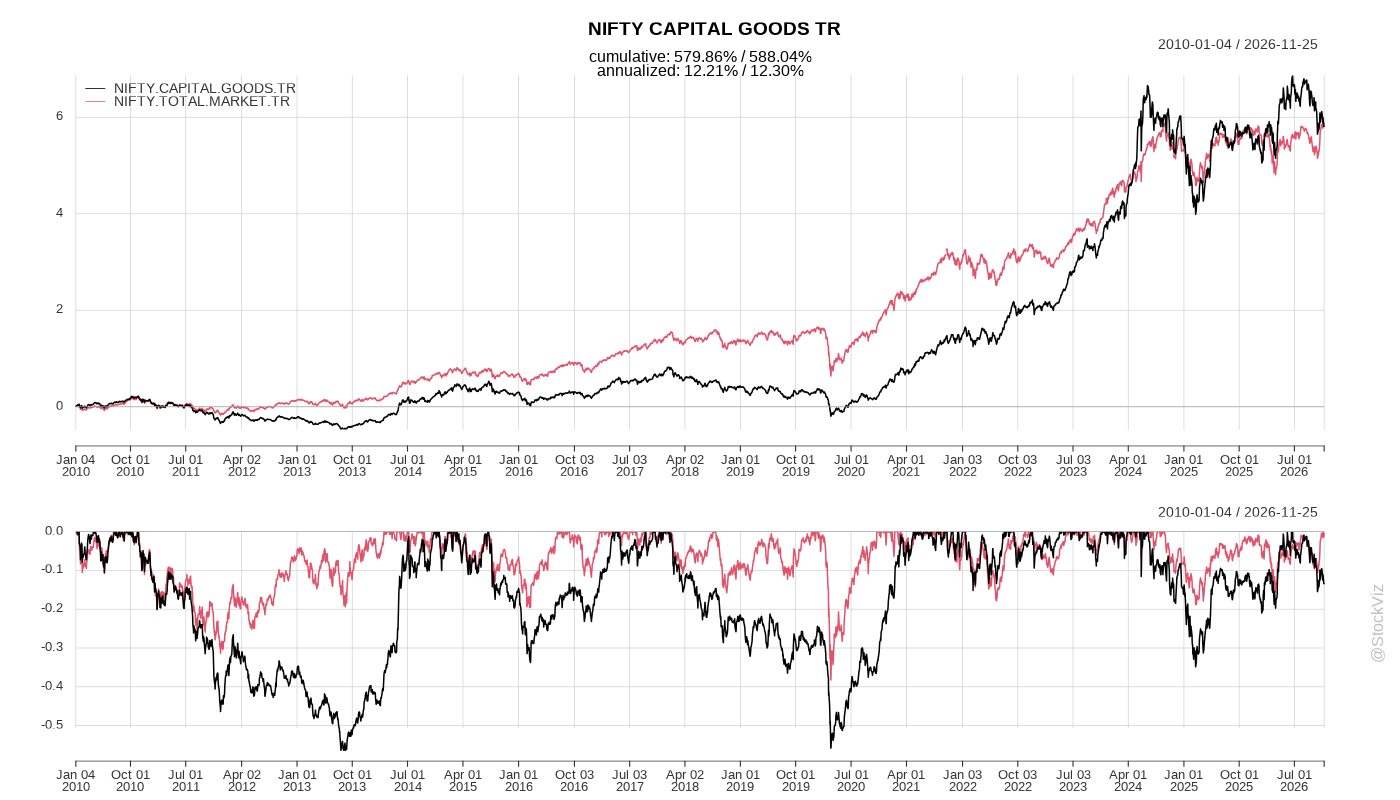 NIFTY CAPITAL GOODS TR
2010-01-04 / 2026-11-25
cumulative: 579.86% / 588.04%
annualized: 12.21% / 12.30%
NIFTY.CAPITAL.GOODS.TR
NIFTY.TOTAL.MARKET.TR
6
4
2
0
Jan 04 Oct 01 Jul 01 Apr 02 Jan 01 Oct 01 Jul 01 Apr 01 Jan 01 Oct 03 Jul 03 Apr 02 Jan 01 Oct 01 Jul 01 Apr 01 Jan 03 Oct 03 Jul 03 Apr 01 Jan 01 Oct 01 Jul 01
2010 2010 2011 2012 2013 2013 2014 2015 2016 2016 2017 2018 2019 2019 2020 2021 2022 2022 2023 2024 2025 2025 2026
2010-01-04 / 2026-11-25
0.0
-0.1
-0.2
-0.3
-0.4
-0.5
Jan 04 Oct 01 Jul 01 Apr 02 Jan 01 Oct 01 Jul 01 Apr 01 Jan 01 Oct 03 Jul 03 Apr 02 Jan 01 Oct 01 Jul 01 Apr 01 Jan 03 Oct 03 Jul 03 Apr 01 Jan 01 Oct 01 Jul 01
2010 2010 2011 2012 2013 2013 2014 2015 2016 2016 2017 2018 2019 2019 2020 2021 2022 2022 2023 2024 2025 2025 2026
@StockViz